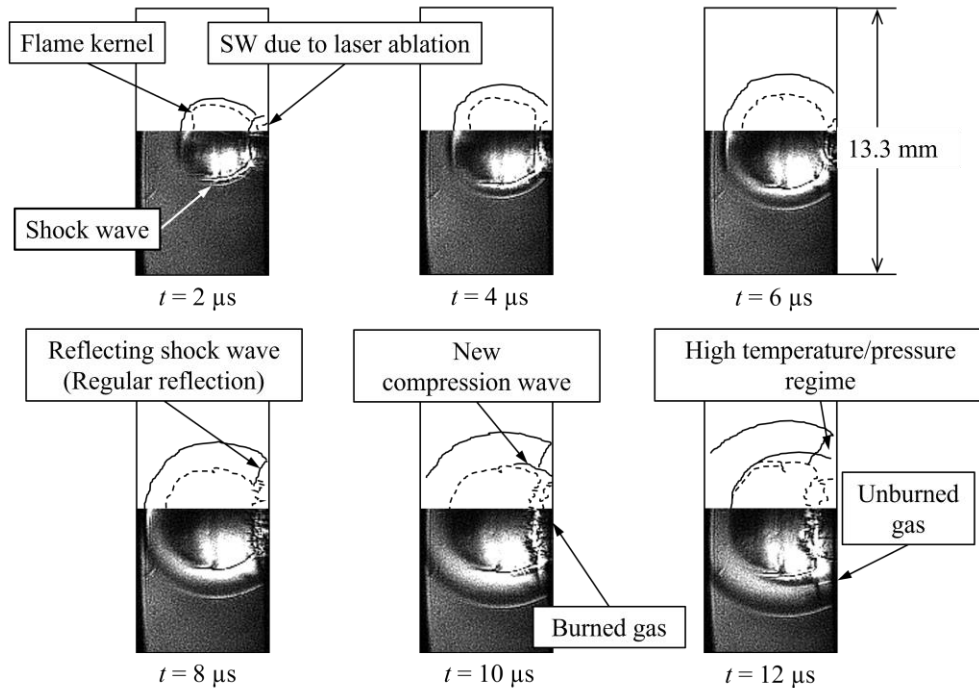 Flame kernel
SW due to laser ablation
13.3 mm
Shock wave
t = 2 µs
t = 4 µs
t = 6 µs
Reflecting shock wave
(Regular reflection)
New
compression wave
High temperature/pressure
regime
Unburned
gas
Burned gas
t = 8 µs
t = 10 µs
t = 12 µs